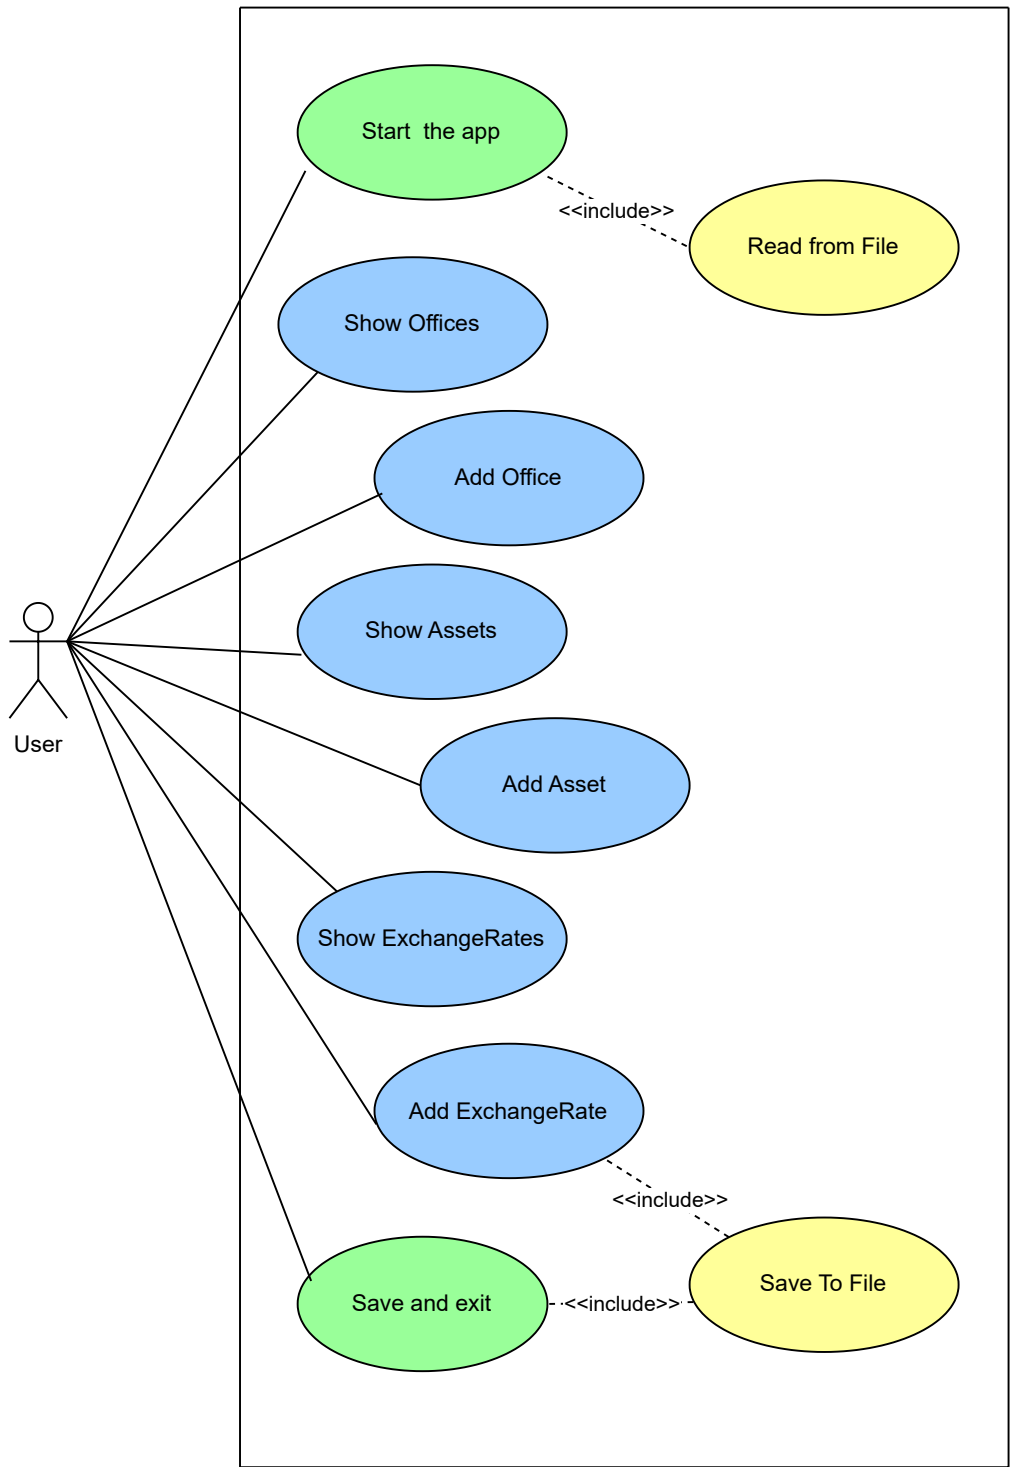 Start  the app
<<include>>
Read from File
Show Offices
Add Office
Show Assets
User
Add Asset
Show ExchangeRates
Add ExchangeRate
<<include>>
Save To File
Save and exit
<<include>>